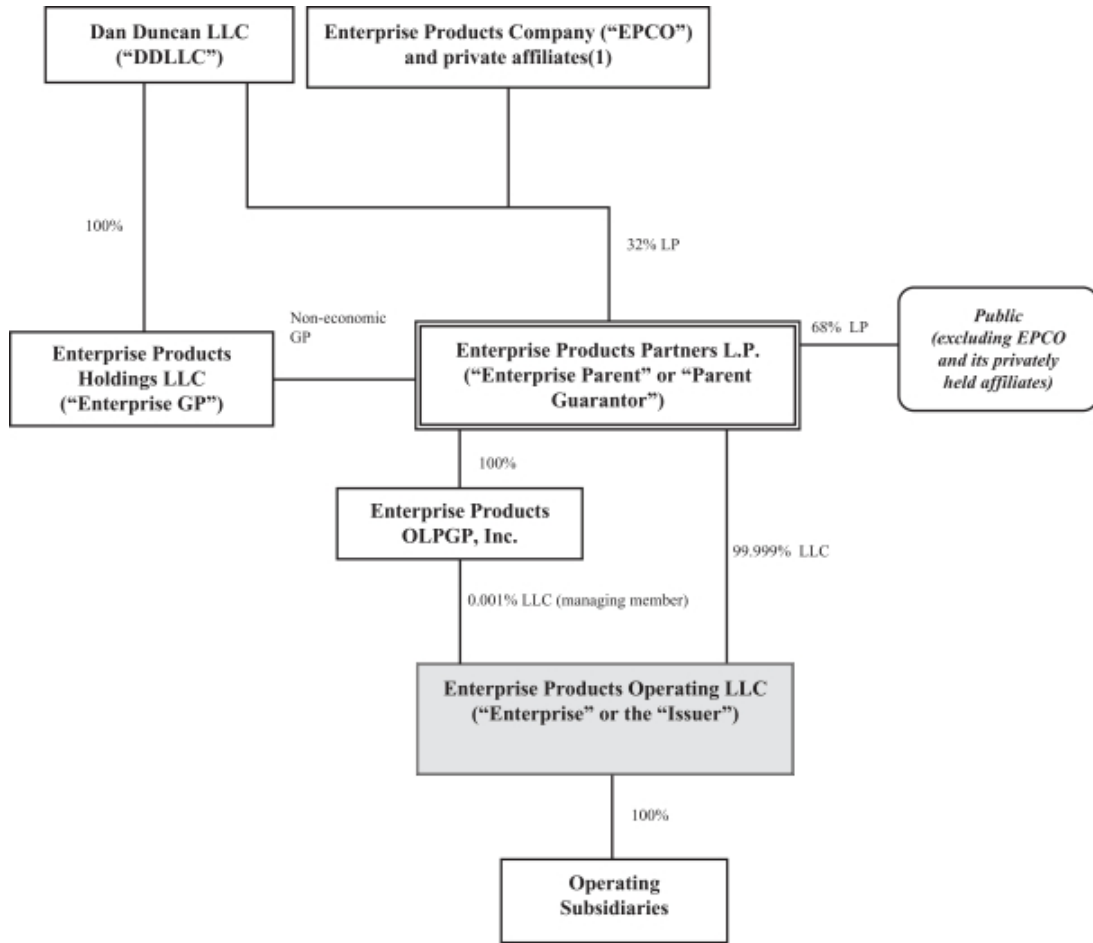 Dan Duncan LLC
(“DDLLC”)
Enterprise Products Company (“EPCO”)
and private affiliates(1)
100%
32% LP
Non-economic
GP
68% LP
Public
(excluding EPCO
and its privately
held affiliates)
Enterprise Products
Holdings LLC
(“Enterprise GP”)
Enterprise Products Partners L.P.
(“Enterprise Parent” or “Parent
Guarantor”)
100%
Enterprise Products
OLPGP, Inc.
99.999% LLC
0.001% LLC (managing member)
Enterprise Products Operating LLC
(“Enterprise” or the “Issuer”)
100%
Operating
Subsidiaries